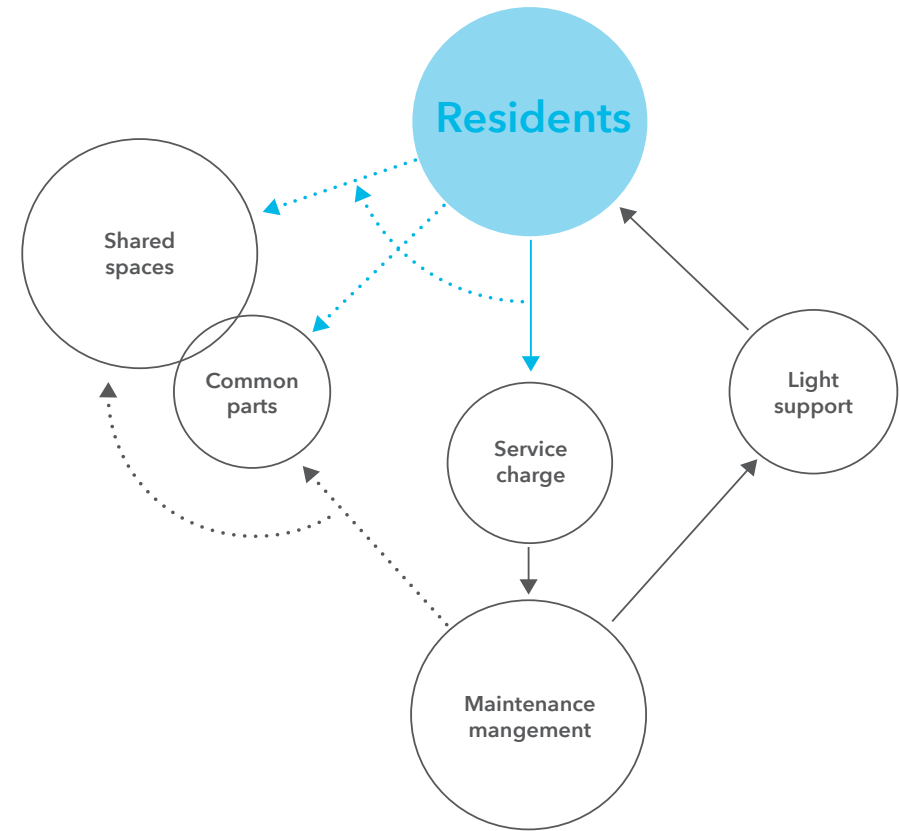 Residents
Shared
spaces
Common
parts
Light
support
Service
charge
Maintenance
mangement